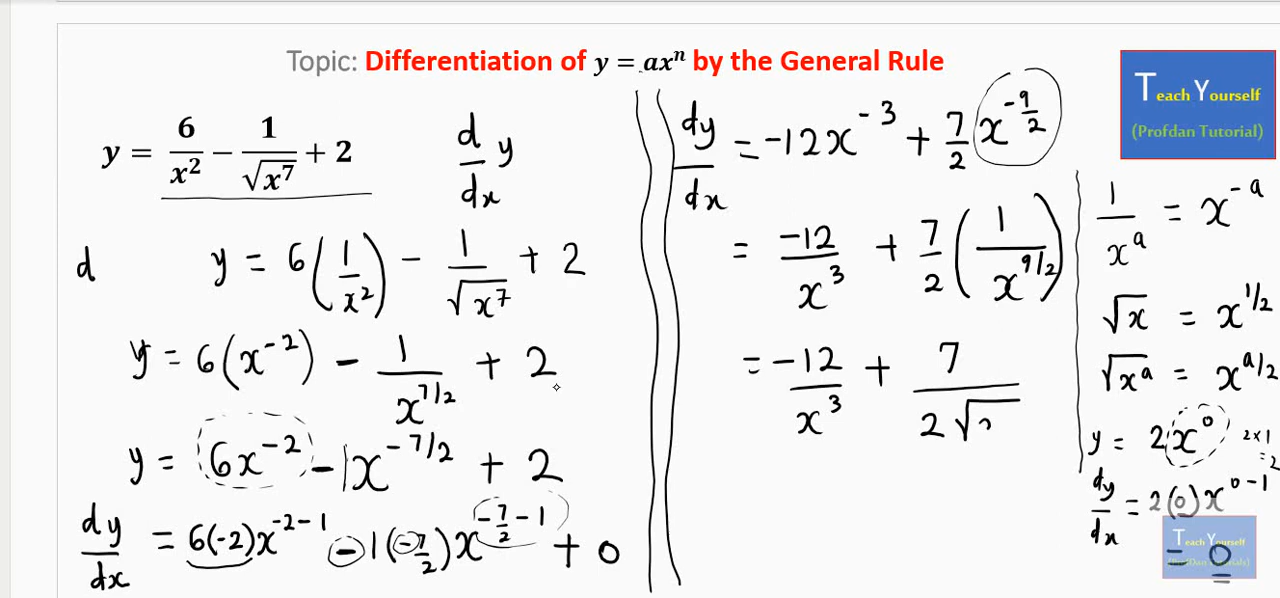 Topic: Differentiation of y = axⁿ by the General Rule
y = 6/x² − 1/√x⁷ + 2
d/dx y
d
y = 6(1/x²) − 1/√x⁷ + 2
y = 6(x⁻²) − 1/x^(7/2) + 2
y = 6x⁻² − 1x^(−7/2) + 2
dy/dx = 6(−2)x^(−2−1) − 1(−7/2)x^(−7/2 − 1) + 0
dy/dx = −12x⁻³ + 7/2 x^(−9/2)
= −12/x³ + 7/2 (1/x^(9/2))
= −12/x³ + 7/2√
Teach Yourself
(Profdan Tutorial)
1/xᵃ = x⁻ᵃ
√x = x^(1/2)
√xᵃ = x^(a/2)
y = 2x⁰
2x1
=2
dy/dx = 2(0)x^(0−1)
= 0
Teach Yourself